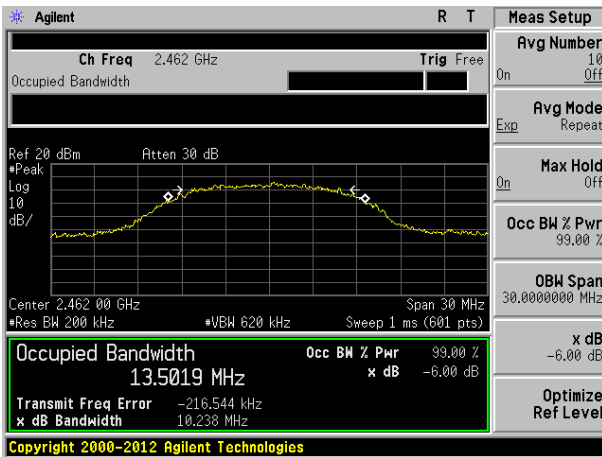 Agilent R T
Meas Setup
Ch Freq 2.462 GHz Trig Free
Occupied Bandwidth
Ref 20 dBm Atten 30 dB
#Peak
Log
10
dB/
Center 2.462 00 GHz Span 30 MHz
#Res BW 200 kHz #VBW 620 kHz Sweep 1 ms (601 pts)
Occupied Bandwidth Occ BW % Pwr 99.00 %
13.5019 MHz x dB -6.00 dB
Transmit Freq Error -216.544 kHz
x dB Bandwidth 10.238 MHz
Avg Number
10
On Off
Avg Mode
Exp Repeat
Max Hold
On Off
Occ BW % Pwr
99.00 %
OBW Span
30.0000000 MHz
x dB
-6.00 dB
Optimize
Ref Level
Copyright 2000-2012 Agilent Technologies